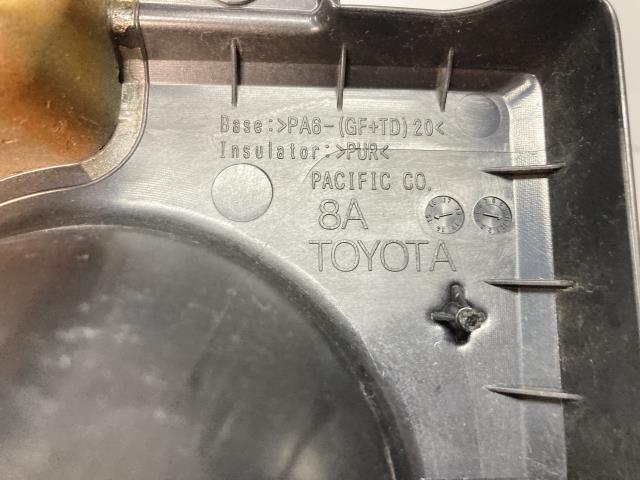 Base:>PA6-(GF+TD)20<
Insulator:>PUR<
PACIFIC CO.
8A
TOYOTA